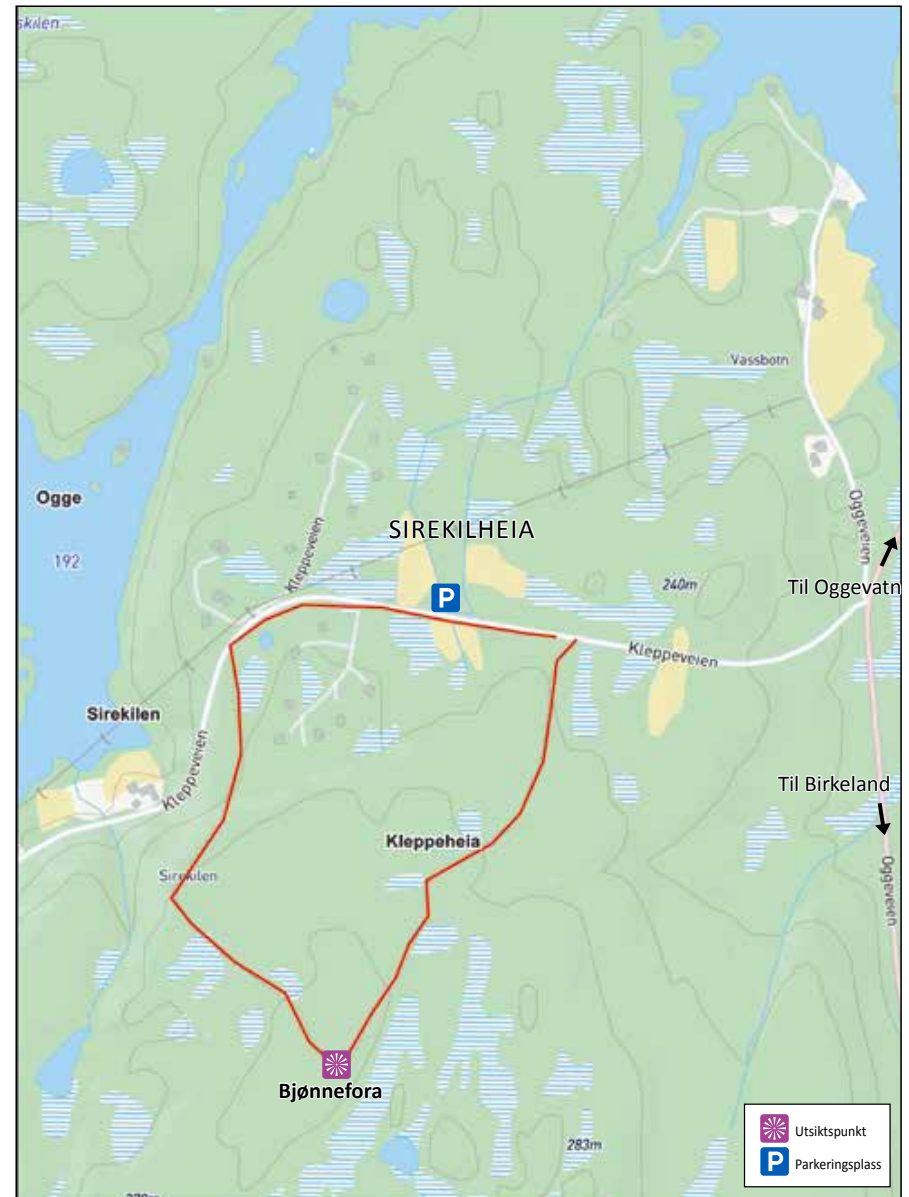 skilen
Vassbotn
Ogge
192
SIREKILHEIA
Oggeveien
Kleppeveien
240m
Til Oggevatn
P
Kleppeveien
Sirekilen
Kleppeveien
Til Birkeland
Kleppeheia
Sirekilen
Oggeveien
Bjønnefora
283m
Utsiktspunkt
P Parkeringsplass